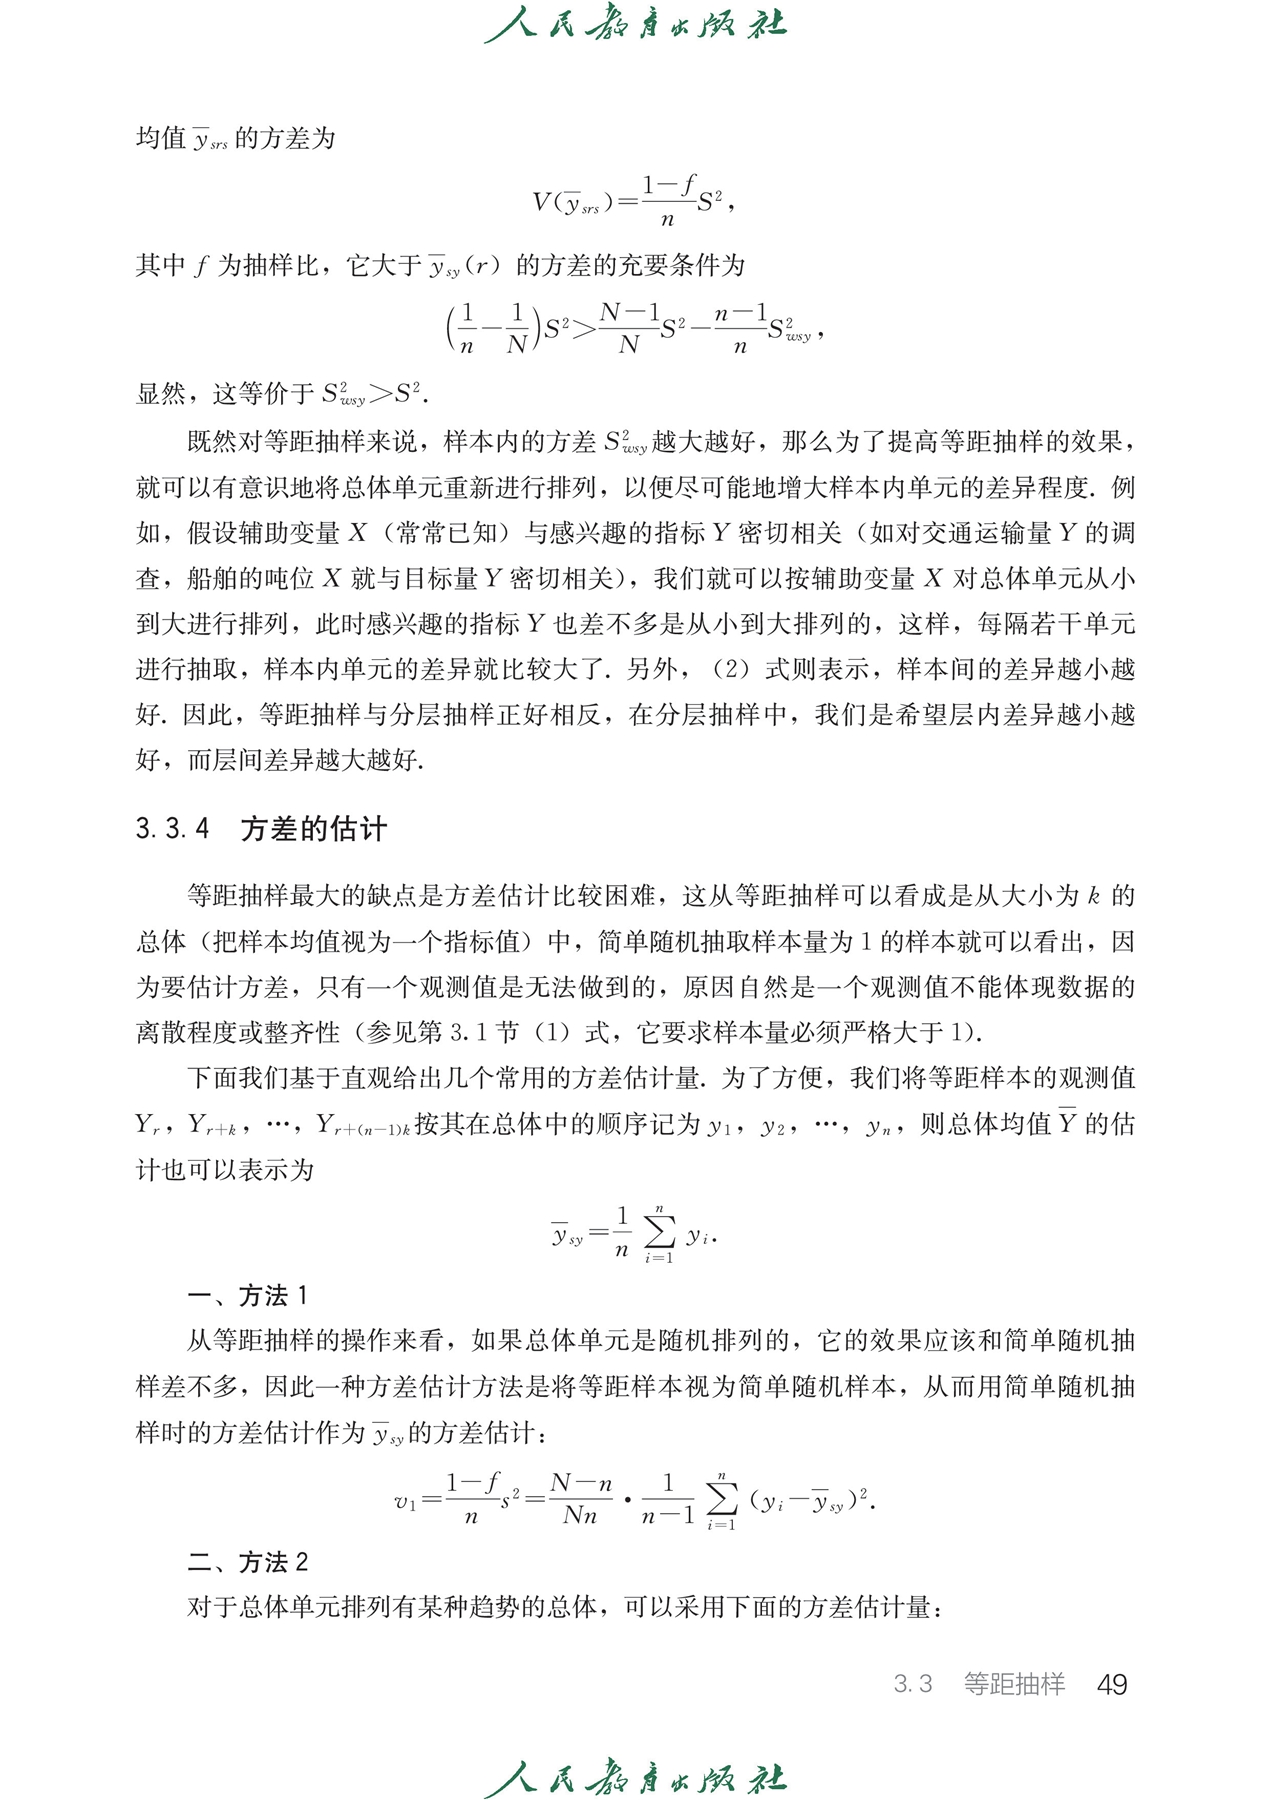 人民教育出版社
均值 $\overline{y}_{srs}$ 的方差为
$V(\overline{y}_{srs})=\frac{1-f}{n}S^2$，
其中 $f$ 为抽样比，它大于 $\overline{y}_{sy}(r)$ 的方差的充要条件为
$\left(\frac{1}{n}-\frac{1}{N}\right)S^2>\frac{N-1}{N}S^2-\frac{n-1}{n}S^2_{wsy}$，
显然，这等价于 $S^2_{wsy}>S^2$．
既然对等距抽样来说，样本内的方差 $S^2_{wsy}$ 越大越好，那么为了提高等距抽样的效果，
就可以有意识地将总体单元重新进行排列，以便尽可能地增大样本内单元的差异程度．例
如，假设辅助变量 X（常常已知）与感兴趣的指标 Y 密切相关（如对交通运输量 Y 的调
查，船舶的吨位 X 就与目标量 Y 密切相关），我们就可以按辅助变量 X 对总体单元从小
到大进行排列，此时感兴趣的指标 Y 也差不多是从小到大排列的，这样，每隔若干单元
进行抽取，样本内单元的差异就比较大了．另外，（2）式则表示，样本间的差异越小越
好．因此，等距抽样与分层抽样正好相反，在分层抽样中，我们是希望层内差异越小越
好，而层间差异越大越好．
3.3.4 方差的估计
等距抽样最大的缺点是方差估计比较困难，这从等距抽样可以看成是从大小为 k 的
总体（把样本均值视为一个指标值）中，简单随机抽取样本量为 1 的样本就可以看出，因
为要估计方差，只有一个观测值是无法做到的，原因自然是一个观测值不能体现数据的
离散程度或整齐性（参见第 3.1 节（1）式，它要求样本量必须严格大于 1）．
下面我们基于直观给出几个常用的方差估计量．为了方便，我们将等距样本的观测值
$Y_r$，$Y_{r+k}$，…，$Y_{r+(n-1)k}$ 按其在总体中的顺序记为 $y_1$，$y_2$，…，$y_n$，则总体均值 $\overline{Y}$ 的估
计也可以表示为
$\overline{y}_{sy}=\frac{1}{n}\sum_{i=1}^{n}y_i$．
一、方法 1
从等距抽样的操作来看，如果总体单元是随机排列的，它的效果应该和简单随机抽
样差不多，因此一种方差估计方法是将等距样本视为简单随机样本，从而用简单随机抽
样时的方差估计作为 $\overline{y}_{sy}$ 的方差估计：
$v_1=\frac{1-f}{n}s^2=\frac{N-n}{Nn}\cdot\frac{1}{n-1}\sum_{i=1}^{n}(y_i-\overline{y}_{sy})^2$．
二、方法 2
对于总体单元排列有某种趋势的总体，可以采用下面的方差估计量：
3.3 等距抽样 49
人民教育出版社